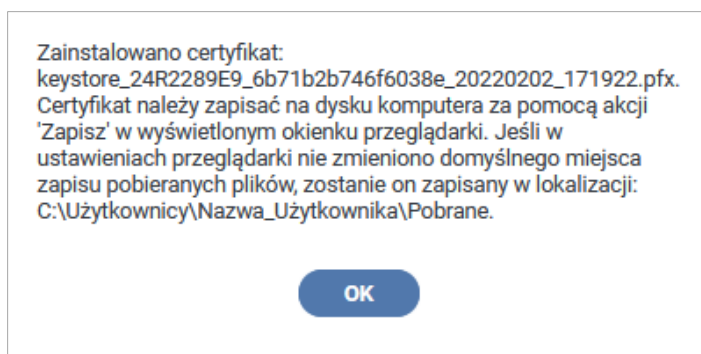 Zainstalowano certyfikat:
keystore_24R2289E9_6b71b2b746f6038e_20220202_171922.pfx.
Certyfikat należy zapisać na dysku komputera za pomocą akcji
'Zapisz' w wyświetlonym okienku przeglądarki. Jeśli w
ustawieniach przeglądarki nie zmieniono domyślnego miejsca
zapisu pobieranych plików, zostanie on zapisany w lokalizacji:
C:\Użytkownicy\Nazwa_Użytkownika\Pobrane.
OK